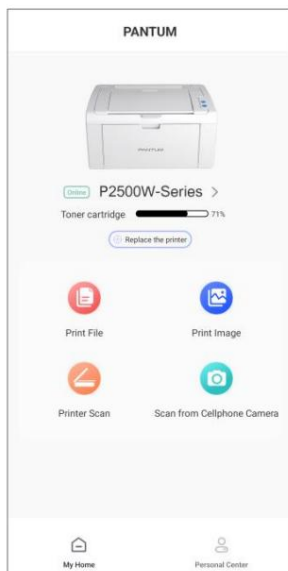 PANTUM
PANTUM
Online P2500W-Series >
Toner cartridge 71%
Replace the printer
Print File Print Image
Printer Scan Scan from Cellphone Camera
My Home Personal Center